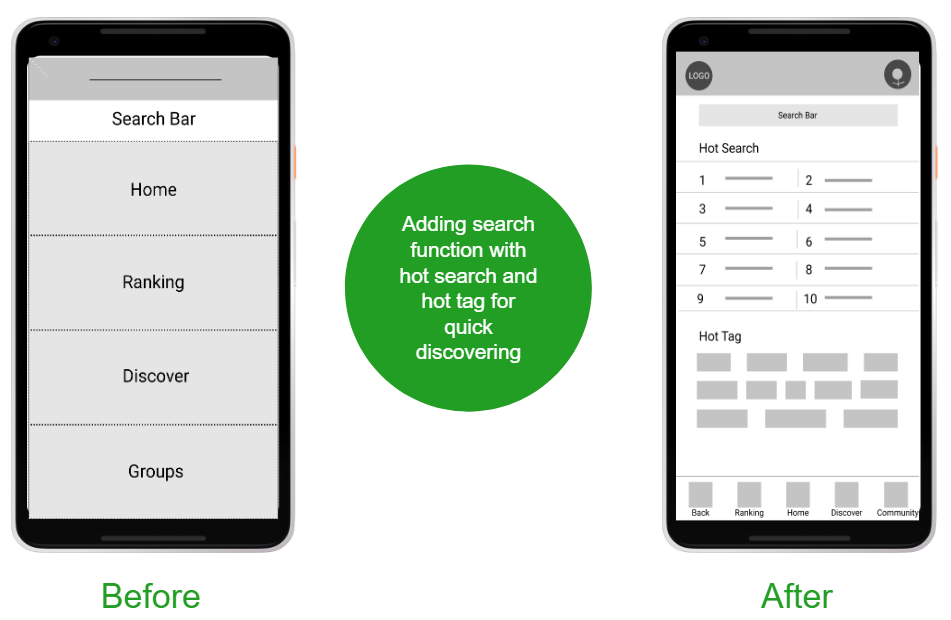 Search Bar
Home
Ranking
Discover
Groups
Before
Adding search
function with
hot search and
hot tag for
quick
discovering
LOGO
Search Bar
Hot Search
1 2
3 4
5 6
7 8
9 10
Hot Tag
Back Ranking Home Discover Community
After